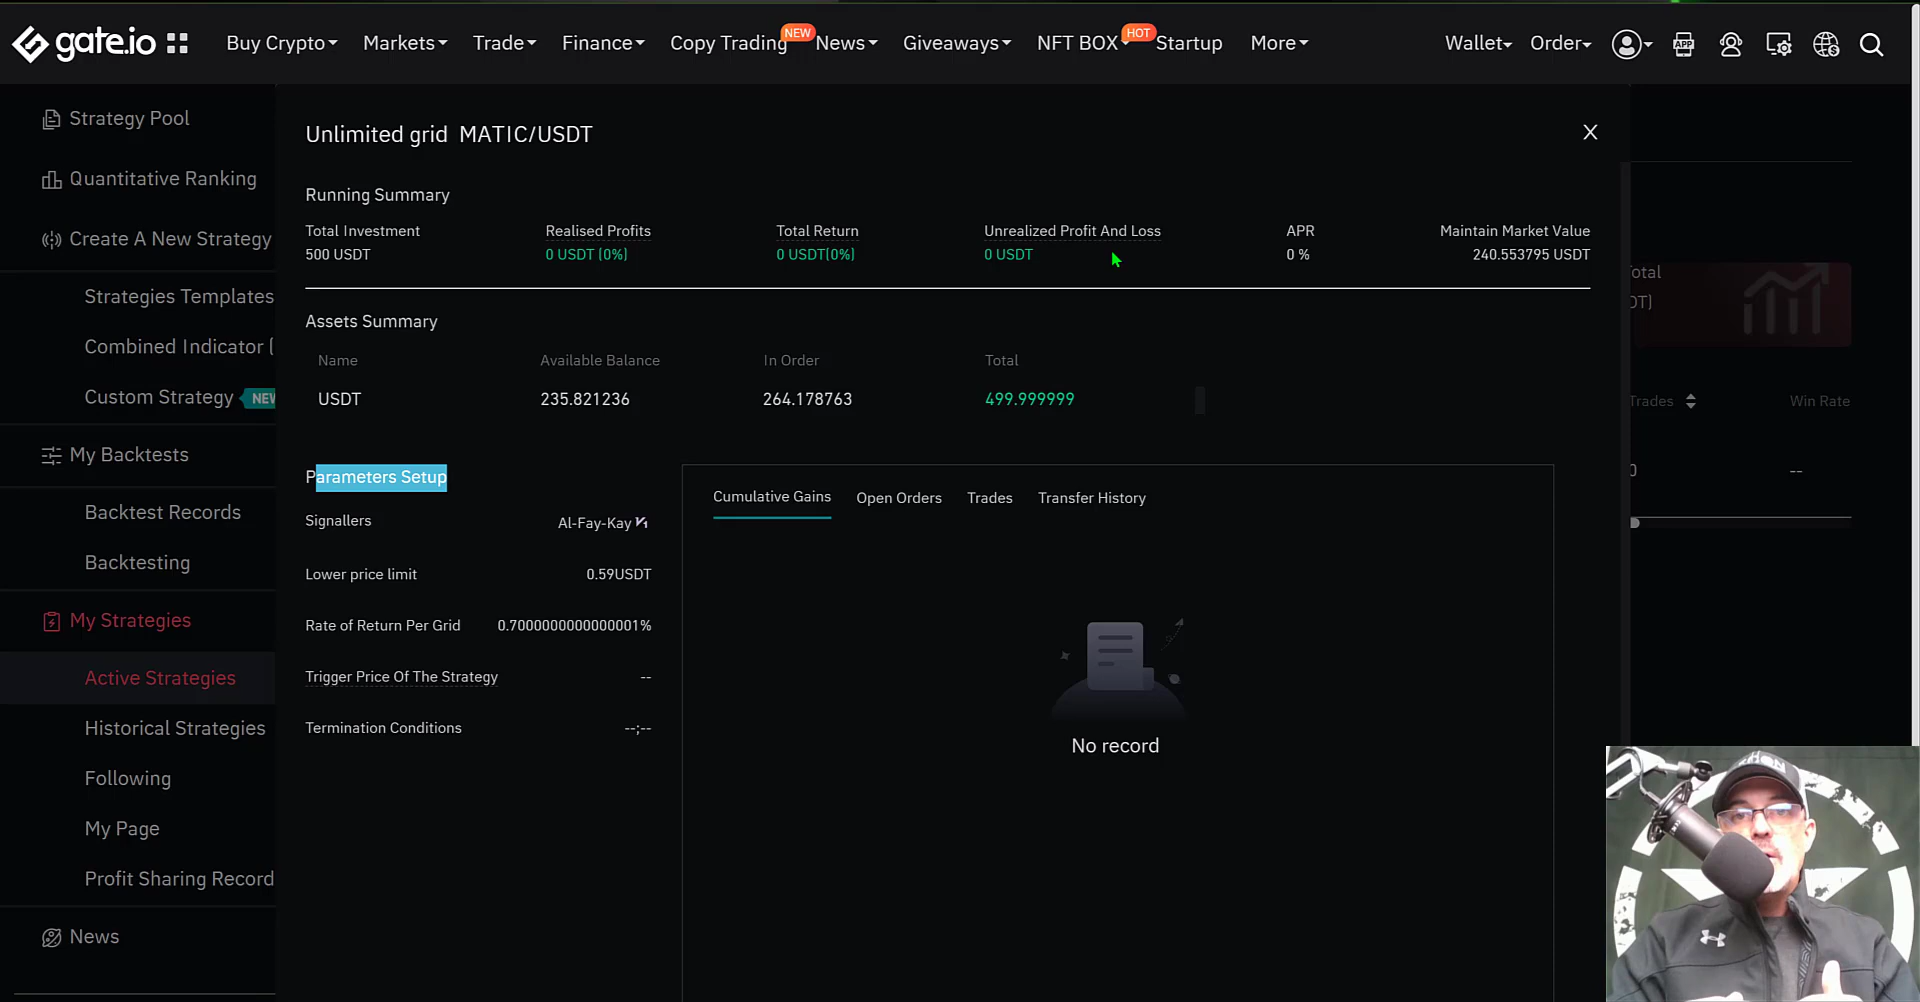 gate.io
Buy Crypto
Markets
Trade
Finance
Copy Trading
NEW
News
Giveaways
NFT BOX
HOT
Startup
More
Wallet
Order
APP
Strategy Pool
Quantitative Ranking
Create A New Strategy
Strategies Templates
Combined Indicator (
Custom Strategy
NEW
My Backtests
Backtest Records
Backtesting
My Strategies
Active Strategies
Historical Strategies
Following
My Page
Profit Sharing Record
News
Unlimited grid MATIC/USDT
X
Running Summary
Total Investment
500 USDT
Realised Profits
0 USDT (0%)
Total Return
0 USDT(0%)
Unrealized Profit And Loss
0 USDT
APR
0 %
Maintain Market Value
240.553795 USDT
Assets Summary
Name Available Balance In Order Total
USDT 235.821236 264.178763 499.999999
Parameters Setup
Signallers Al-Fay-Kay
Lower price limit 0.59USDT
Rate of Return Per Grid 0.7000000000000001%
Trigger Price Of The Strategy --
Termination Conditions --;--
Cumulative Gains Open Orders Trades Transfer History
No record
Total
DT)
Trades Win Rate
0 --